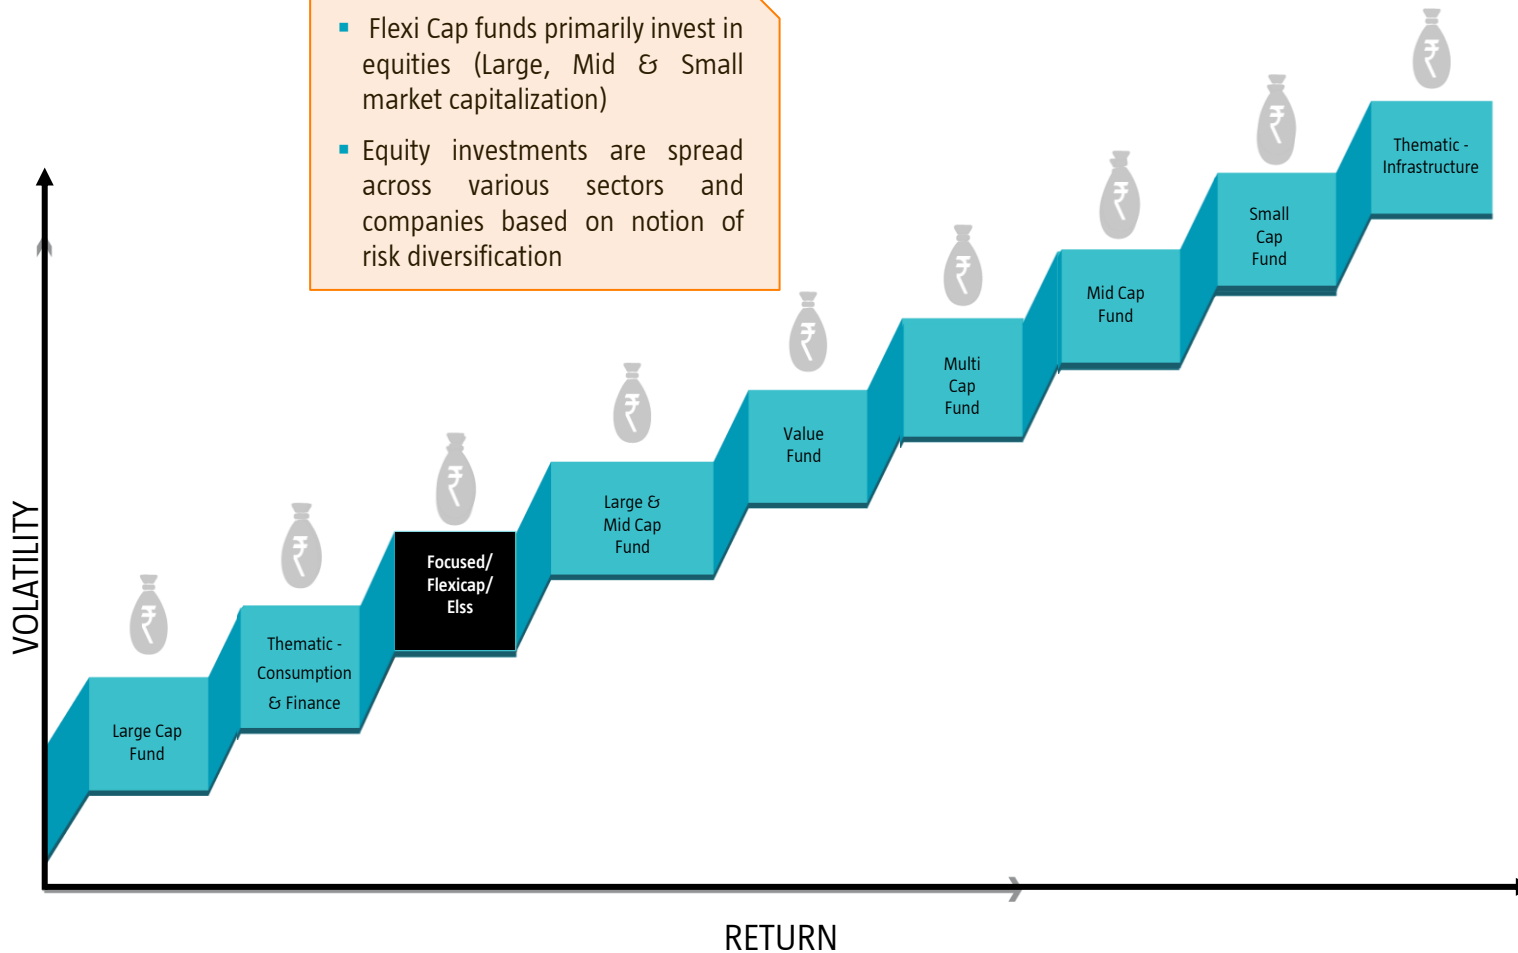 ▪ Flexi Cap funds primarily invest in
equities (Large, Mid & Small
market capitalization)
▪ Equity investments are spread
across various sectors and
companies based on notion of
risk diversification
₹
Thematic -
Infrastructure
₹
Small
Cap
Fund
₹
Mid Cap
Fund
₹
Multi
Cap
Fund
₹
Value
Fund
₹
Large &
Mid Cap
Fund
₹
Focused/
Flexicap/
Elss
₹
Thematic -
Consumption
& Finance
₹
Large Cap
Fund
VOLATILITY
RETURN